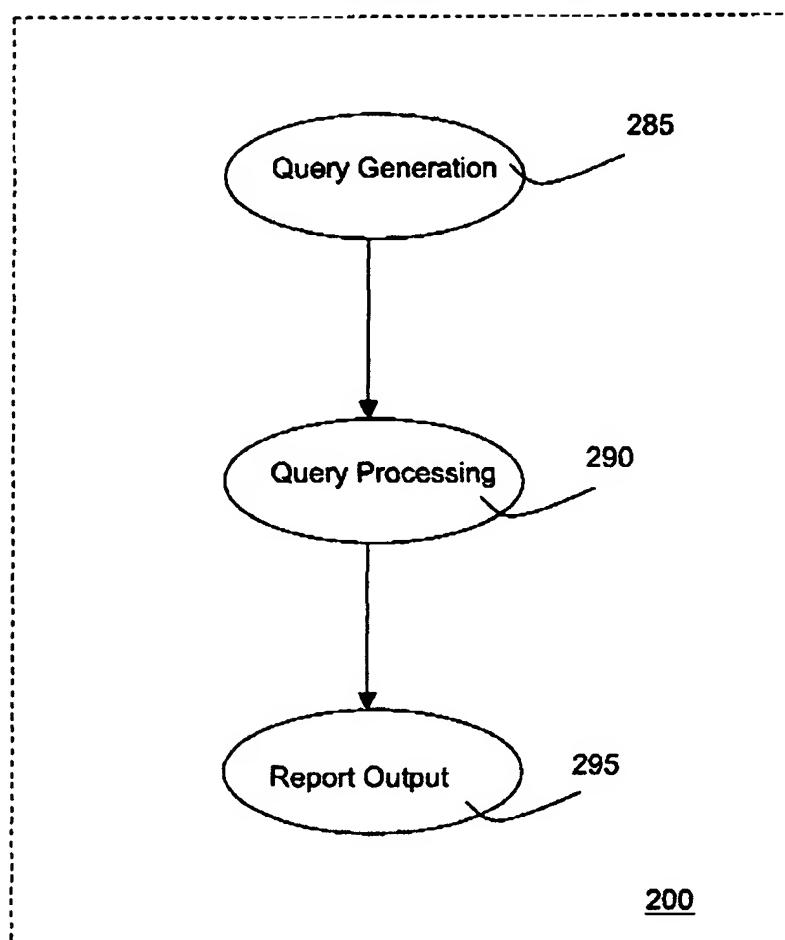 285
Query Generation
290
Query Processing
295
Report Output
200